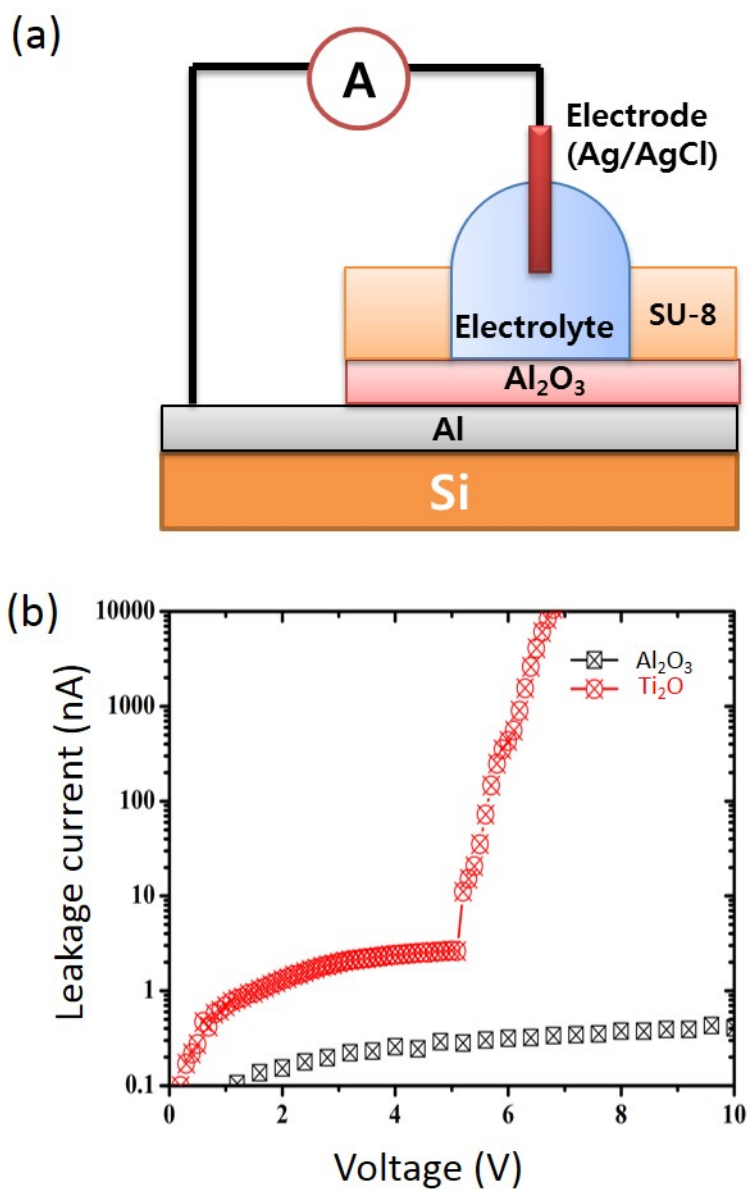 (a)
A
Electrode
(Ag/AgCl)
Electrolyte
SU-8
Al₂O₃
Al
Si
(b)
10000
1000
100
10
1
0.1
Leakage current (nA)
Al₂O₃
Ti₂O
0 2 4 6 8 10
Voltage (V)